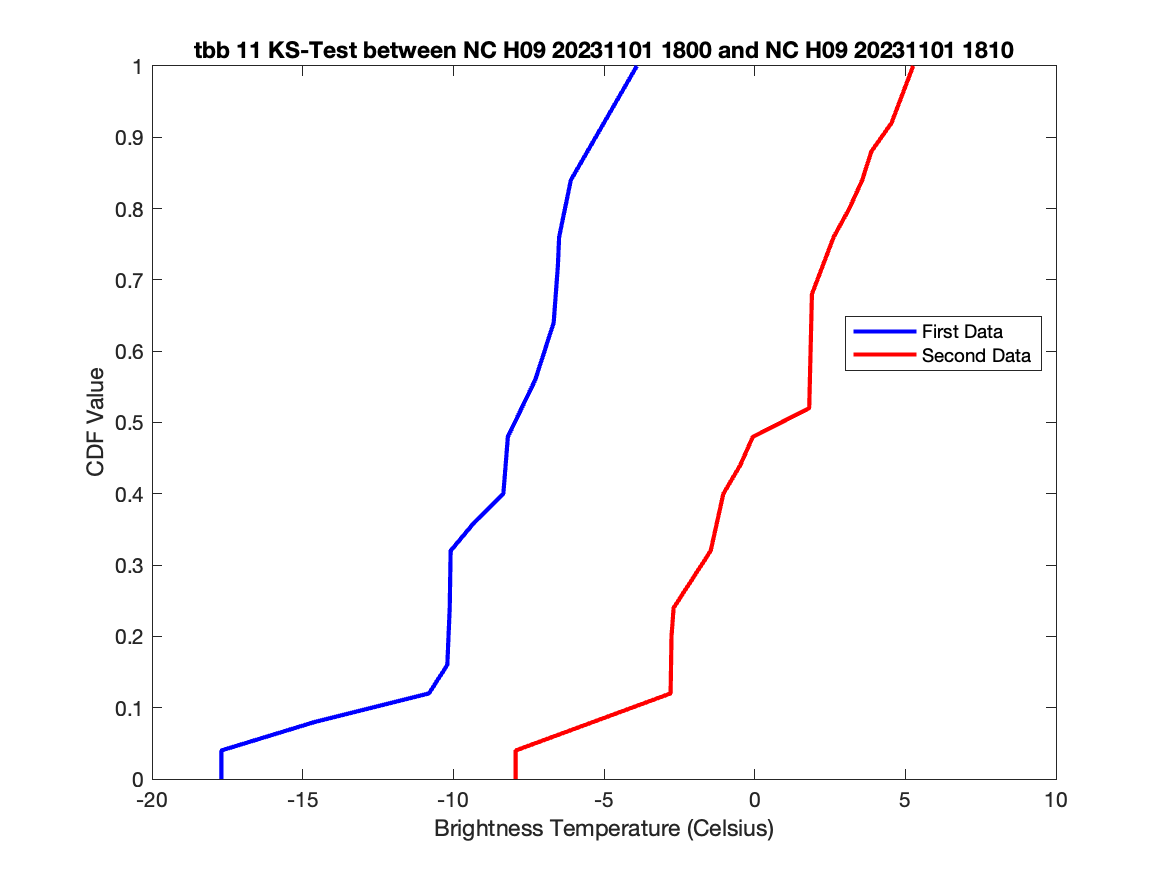 tbb 11 KS-Test between NC H09 20231101 1800 and NC H09 20231101 1810
1
0.9
0.8
0.7
0.6
0.5
0.4
0.3
0.2
0.1
0
CDF Value
First Data
Second Data
-20 -15 -10 -5 0 5 10
Brightness Temperature (Celsius)